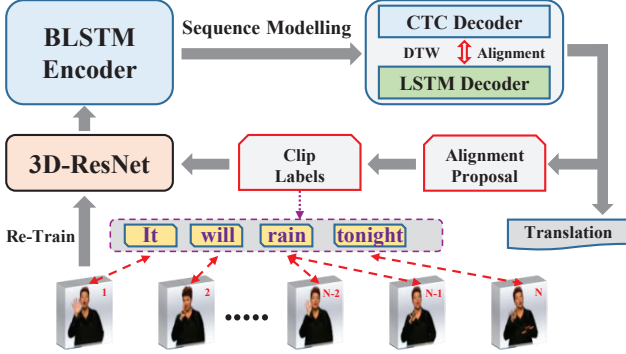 BLSTM
Encoder
Sequence Modelling
CTC Decoder
DTW Alignment
LSTM Decoder
3D-ResNet
Clip
Labels
Alignment
Proposal
Re-Train
It will rain tonight
Translation
1 2 N-2 N-1 N